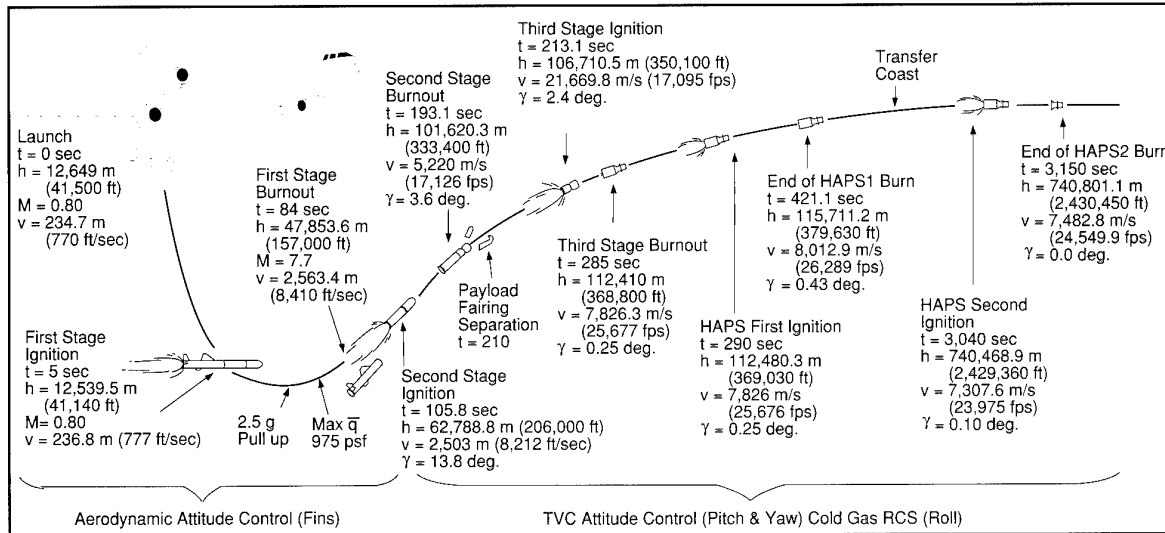 Launch
t = 0 sec
h = 12,649 m
(41,500 ft)
M = 0.80
v = 234.7 m
(770 ft/sec)
First Stage
Ignition
t = 5 sec
h = 12,539.5 m
(41,140 ft)
M= 0.80
v = 236.8 m (777 ft/sec)
2.5 g
Pull up
Max q̅
975 psf
First Stage
Burnout
t = 84 sec
h = 47,853.6 m
(157,000 ft)
M = 7.7
v = 2,563.4 m
(8,410 ft/sec)
Second Stage
Ignition
t = 105.8 sec
h = 62,788.8 m (206,000 ft)
v = 2,503 m (8,212 ft/sec)
γ = 13.8 deg.
Second Stage
Burnout
t = 193.1 sec
h = 101,620.3 m
(333,400 ft)
v = 5,220 m/s
(17,126 fps)
γ= 3.6 deg.
Payload
Fairing
Separation
t = 210
Third Stage Ignition
t = 213.1 sec
h = 106,710.5 m (350,100 ft)
v = 21,669.8 m/s (17,095 fps)
γ = 2.4 deg.
Third Stage Burnout
t = 285 sec
h = 112,410 m
(368,800 ft)
v = 7,826.3 m/s
(25,677 fps)
γ = 0.25 deg.
HAPS First Ignition
t = 290 sec
h = 112,480.3 m
(369,030 ft)
v = 7,826 m/s
(25,676 fps)
γ = 0.25 deg.
End of HAPS1 Burn
t = 421.1 sec
h = 115,711.2 m
(379,630 ft)
v = 8,012.9 m/s
(26,289 fps)
γ = 0.43 deg.
Transfer
Coast
HAPS Second
Ignition
t = 3,040 sec
h = 740,468.9 m
(2,429,360 ft)
v = 7,307.6 m/s
(23,975 fps)
γ = 0.10 deg.
End of HAPS2 Burn
t = 3,150 sec
h = 740,801.1 m
(2,430,450 ft)
v = 7,482.8 m/s
(24,549.9 fps)
γ= 0.0 deg.
Aerodynamic Attitude Control (Fins)
TVC Attitude Control (Pitch & Yaw) Cold Gas RCS (Roll)